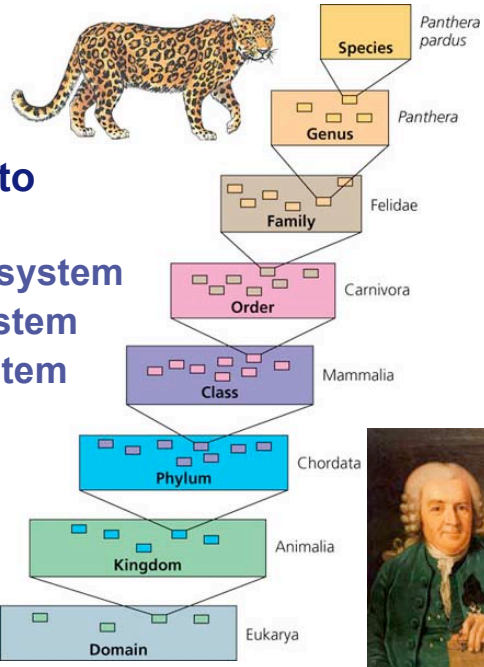 Species
Panthera
pardus
Genus
Panthera
to
Family
Felidae
system
Order
Carnivora
stem
tem
Class
Mammalia
Phylum
Chordata
Kingdom
Animalia
Domain
Eukarya